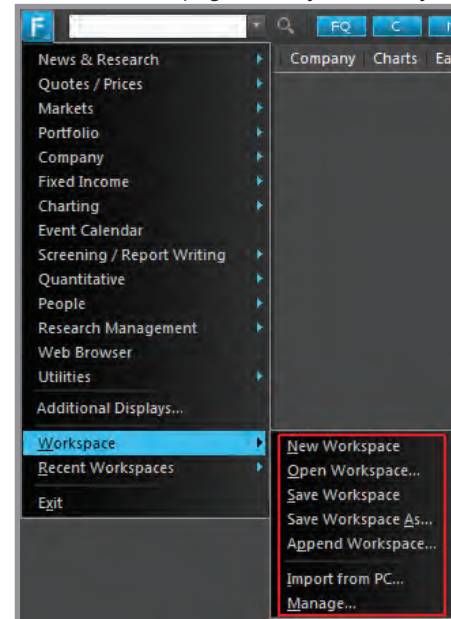 F FQ C
News & Research Company Charts Ea
Quotes / Prices
Markets
Portfolio
Company
Fixed Income
Charting
Event Calendar
Screening / Report Writing
Quantitative
People
Research Management
Web Browser
Utilities
Additional Displays...
Workspace
Recent Workspaces
Exit
New Workspace
Open Workspace...
Save Workspace
Save Workspace As...
Append Workspace...
Import from PC...
Manage...